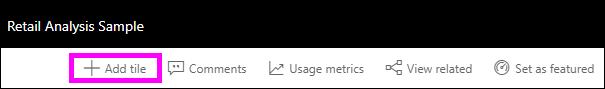 Retail Analysis Sample
Add tile Comments Usage metrics View related Set as featured